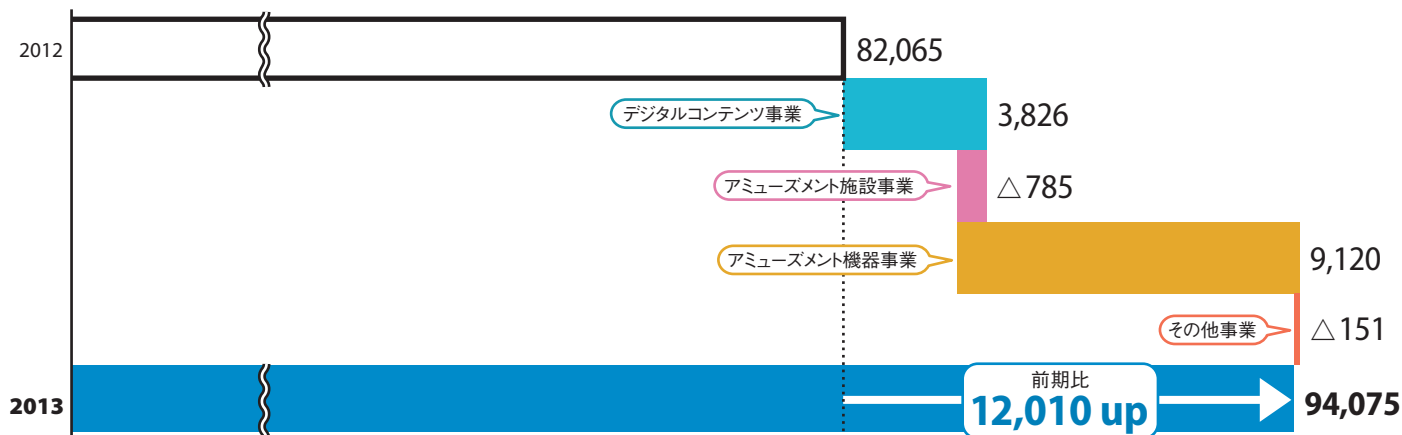 2012
82,065
デジタルコンテンツ事業
3,826
アミューズメント施設事業
△785
アミューズメント機器事業
9,120
その他事業
△151
2013
前期比
12,010 up
94,075